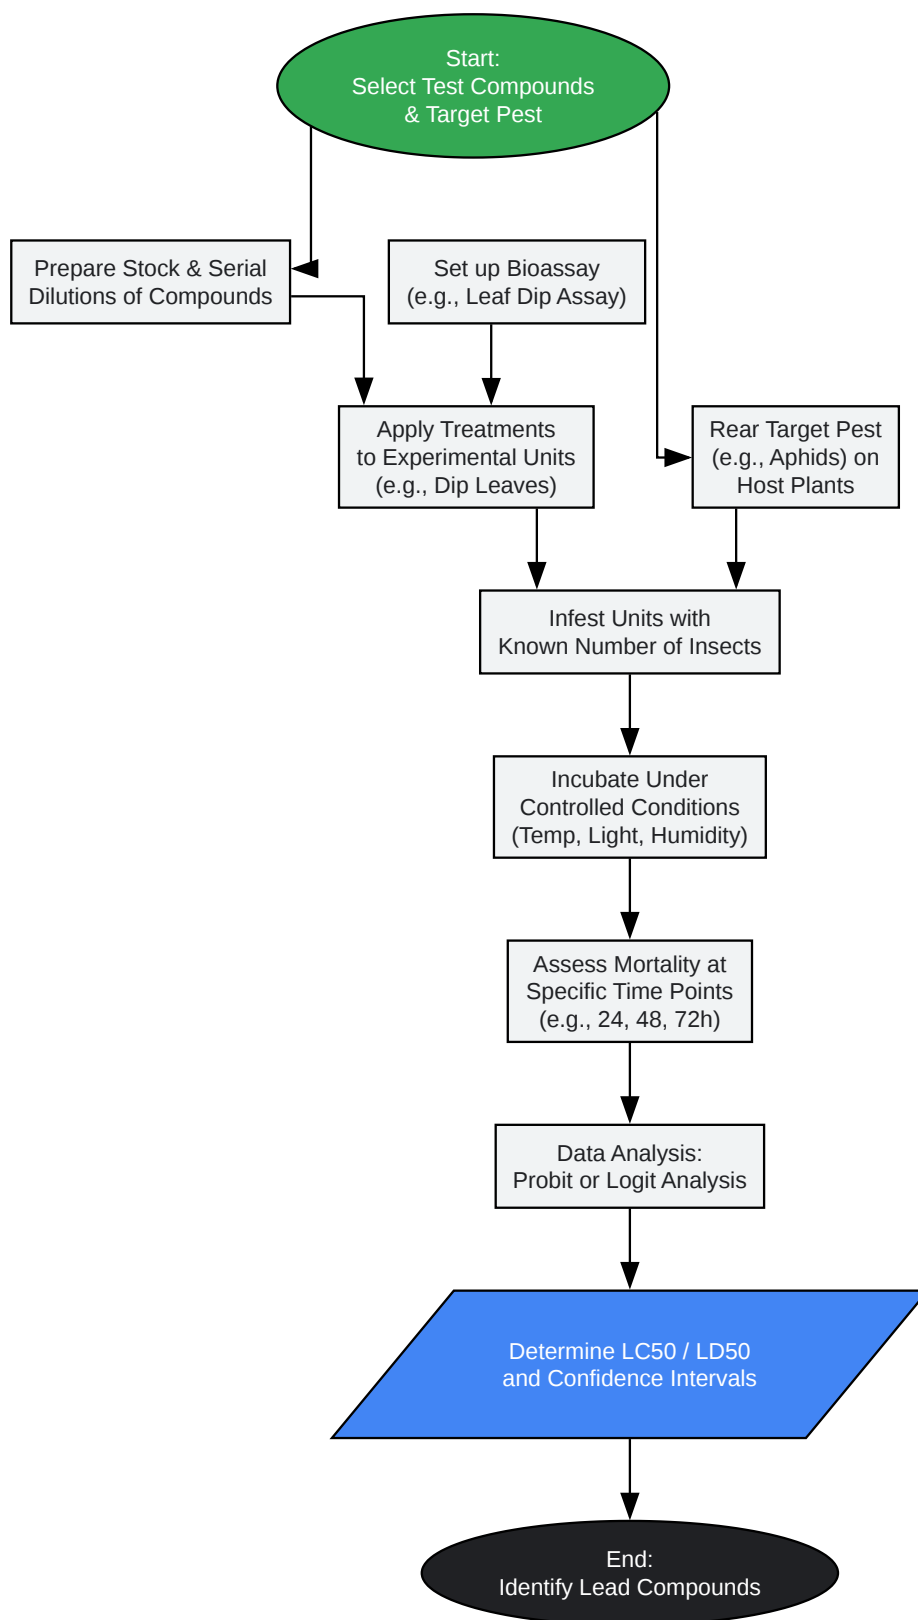 Start:
Select Test Compounds
& Target Pest
Prepare Stock & Serial
Dilutions of Compounds
Set up Bioassay
(e.g., Leaf Dip Assay)
Apply Treatments
to Experimental Units
(e.g., Dip Leaves)
Rear Target Pest
(e.g., Aphids) on
Host Plants
Infest Units with
Known Number of Insects
Incubate Under
Controlled Conditions
(Temp, Light, Humidity)
Assess Mortality at
Specific Time Points
(e.g., 24, 48, 72h)
Data Analysis:
Probit or Logit Analysis
Determine LC50 / LD50
and Confidence Intervals
End:
Identify Lead Compounds